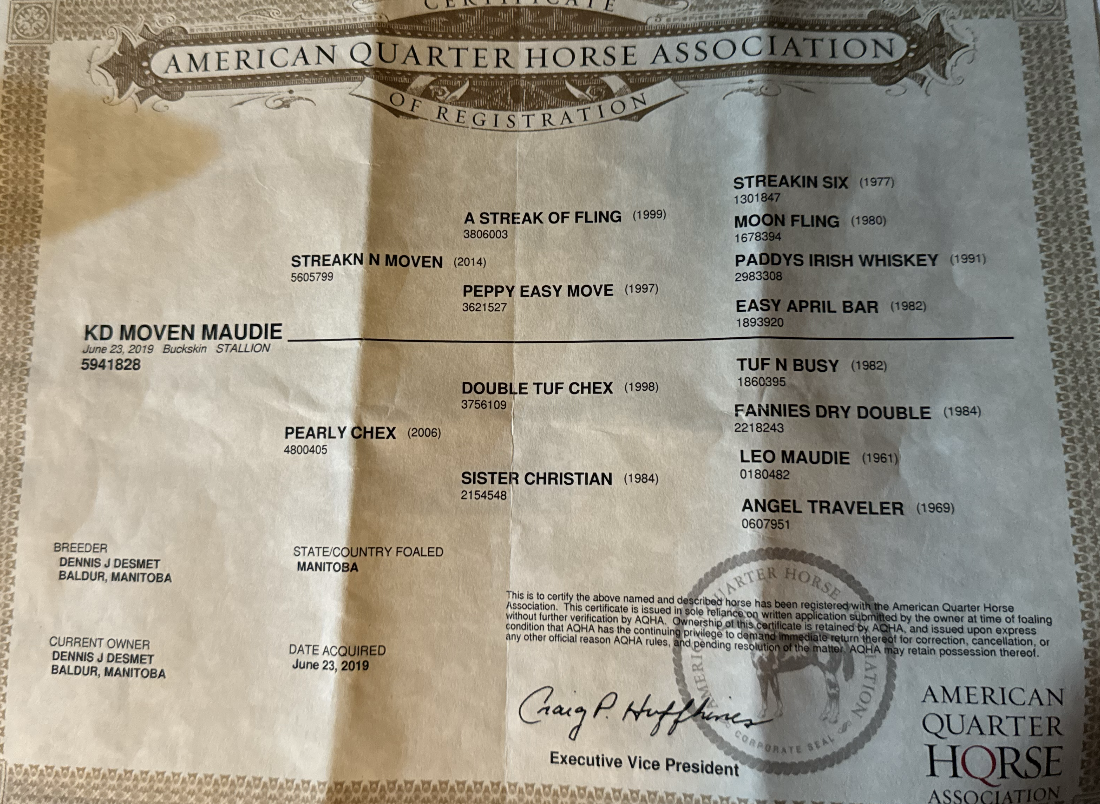 CERTIFICATE
AMERICAN QUARTER HORSE ASSOCIATION
OF REGISTRATION
STREAKIN SIX (1977)
1301847
A STREAK OF FLING (1999)
3806003
MOON FLING (1980)
1678394
STREAKN N MOVEN (2014)
5605799
PADDYS IRISH WHISKEY (1991)
2983308
PEPPY EASY MOVE (1997)
3621527
EASY APRIL BAR (1982)
1893920
KD MOVEN MAUDIE
June 23, 2019 Buckskin STALLION
5941828
TUF N BUSY (1982)
1860395
DOUBLE TUF CHEX (1998)
3756109
FANNIES DRY DOUBLE (1984)
2218243
PEARLY CHEX (2006)
4800405
LEO MAUDIE (1961)
0180482
SISTER CHRISTIAN (1984)
2154548
ANGEL TRAVELER (1969)
0607951
BREEDER
DENNIS J DESMET
BALDUR, MANITOBA
STATE/COUNTRY FOALED
MANITOBA
CURRENT OWNER
DENNIS J DESMET
BALDUR, MANITOBA
DATE ACQUIRED
June 23, 2019
This is to certify the above named and described horse has been registered with the American Quarter Horse
Association. This certificate is issued in sole reliance on written application submitted by the owner at time of foaling
without further verification by AQHA. Ownership of this certificate is retained by AQHA, and issued upon express
condition that AQHA has the continuing privilege to demand immediate return thereof for correction, cancellation, or
any other official reason AQHA rules, and pending resolution of the matter, AQHA may retain possession thereof.
QUARTER HORSE
CORPORATE SEAL
Craig P. Huffhines
Executive Vice President
AMERICAN
QUARTER
HORSE
ASSOCIATION